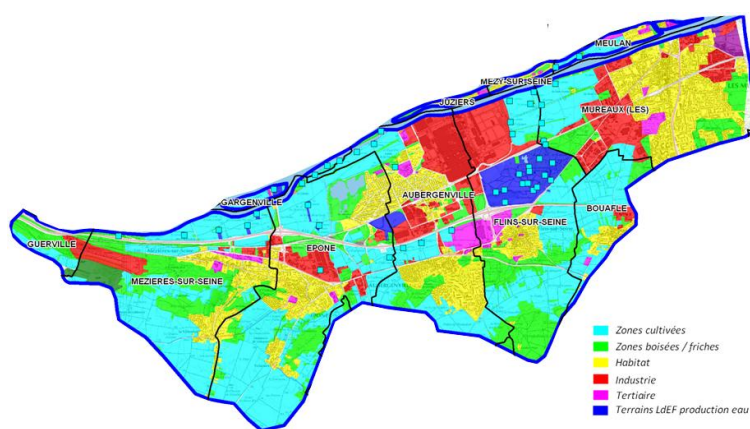 MEULAN
MEZY-SUR SEINE
JUZIERS
MUREAUX (LES)
GARGENVILLE
AUBERGENVILLE
BOUAFLE
FLINS-SUR-SEINE
GUERVILLE
EPONE
MEZIERES-SUR-SEINE
Zones cultivées
Zones boisées / friches
Habitat
Industrie
Tertiaire
Terrains LdEF production eau